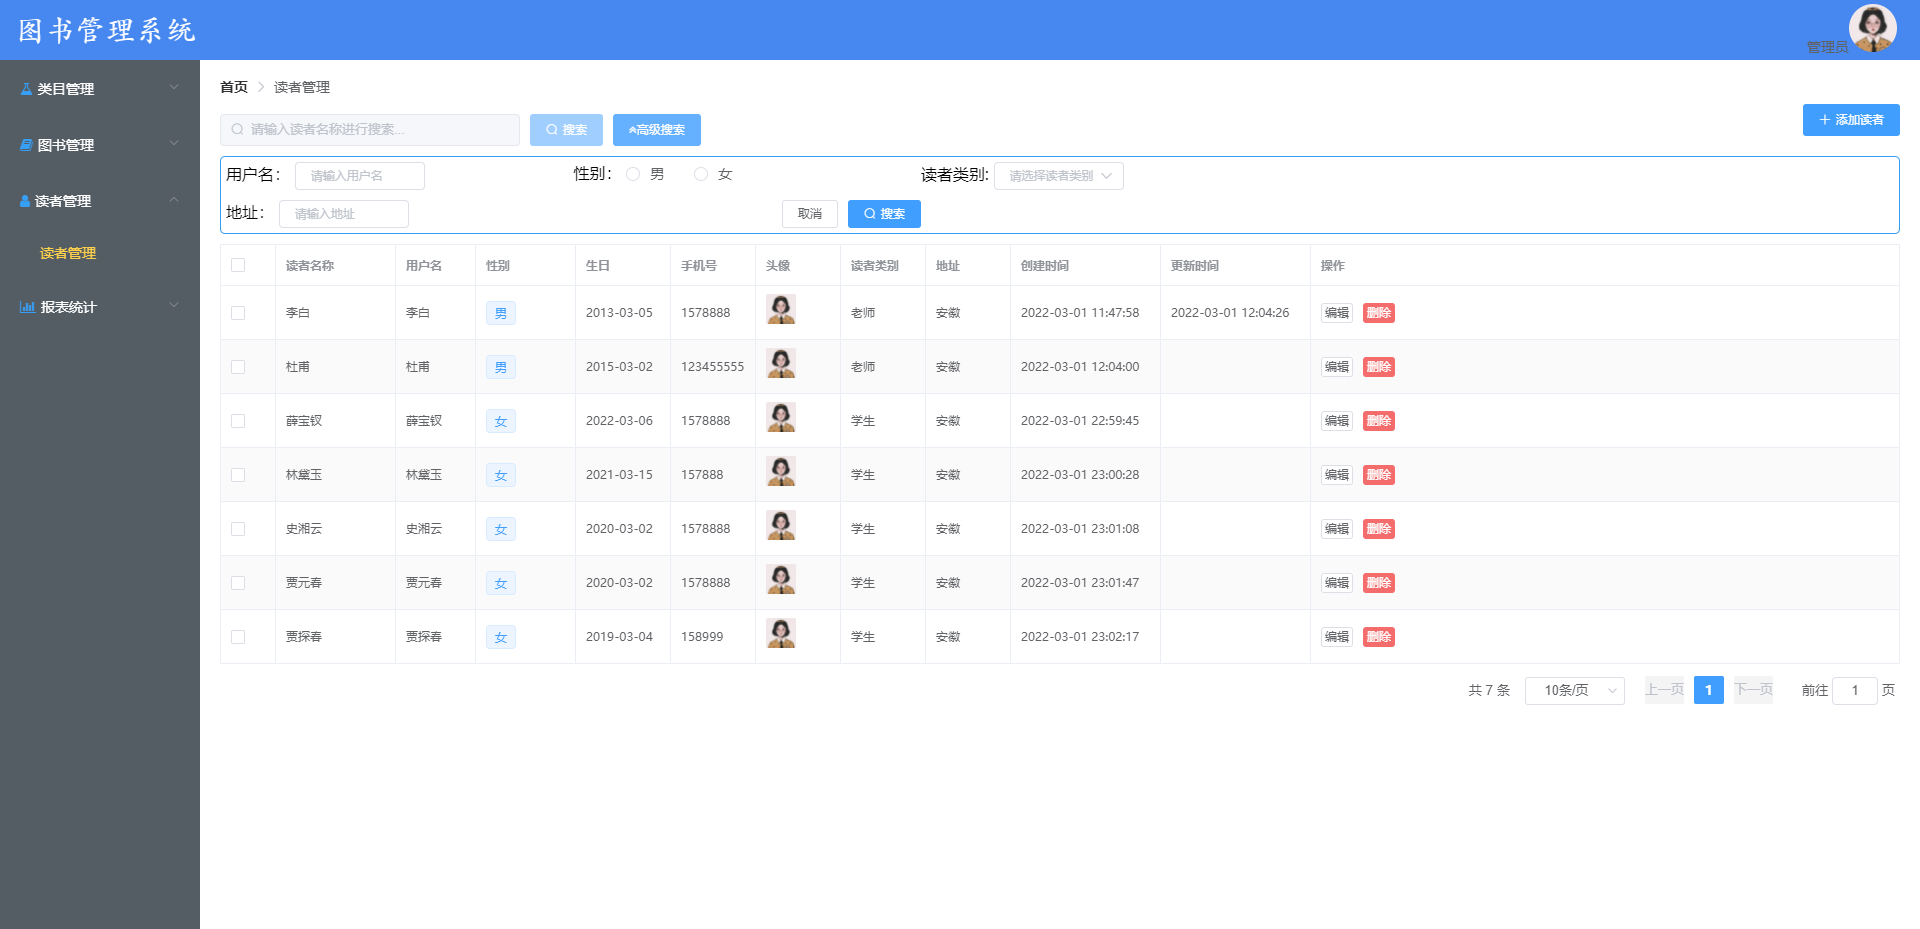 图书管理系统
管理员
类目管理
图书管理
读者管理
读者管理
报表统计
首页 读者管理
请输入读者名称进行搜索... 搜索 高级搜索 添加读者
用户名: 请输入用户名 性别: 男 女 读者类别: 请选择读者类别
地址: 请输入地址 取消 搜索
读者名称 用户名 性别 生日 手机号 头像 读者类别 地址 创建时间 更新时间 操作
李白 李白 男 2013-03-05 1578888 老师 安徽 2022-03-01 11:47:58 2022-03-01 12:04:26 编辑 删除
杜甫 杜甫 男 2015-03-02 123455555 老师 安徽 2022-03-01 12:04:00 编辑 删除
薛宝钗 薛宝钗 女 2022-03-06 1578888 学生 安徽 2022-03-01 22:59:45 编辑 删除
林黛玉 林黛玉 女 2021-03-15 157888 学生 安徽 2022-03-01 23:00:28 编辑 删除
史湘云 史湘云 女 2020-03-02 1578888 学生 安徽 2022-03-01 23:01:08 编辑 删除
贾元春 贾元春 女 2020-03-02 1578888 学生 安徽 2022-03-01 23:01:47 编辑 删除
贾探春 贾探春 女 2019-03-04 158999 学生 安徽 2022-03-01 23:02:17 编辑 删除
共 7 条 10条/页 上一页 1 下一页 前往 1 页